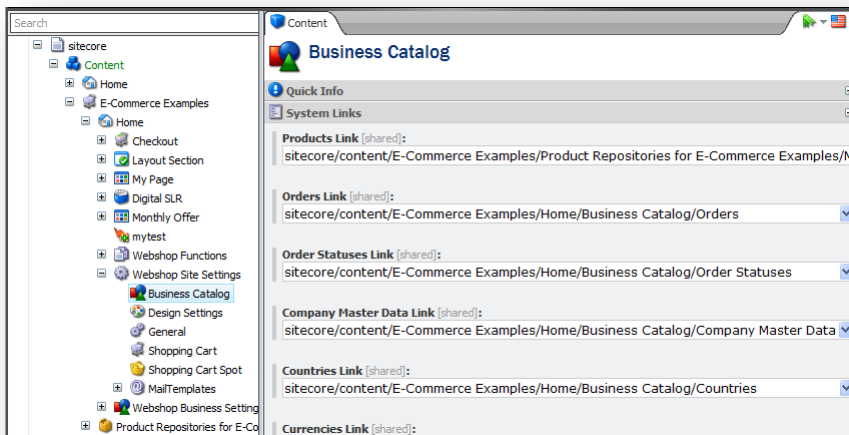 Search
sitecore
Content
Home
E-Commerce Examples
Home
Checkout
Layout Section
My Page
Digital SLR
Monthly Offer
mytest
Webshop Functions
Webshop Site Settings
Business Catalog
Design Settings
General
Shopping Cart
Shopping Cart Spot
MailTemplates
Webshop Business Setting
Product Repositories for E-Co
Content
Business Catalog
Quick Info
System Links
Products Link [shared]:
sitecore/content/E-Commerce Examples/Product Repositories for E-Commerce Examples/
Orders Link [shared]:
sitecore/content/E-Commerce Examples/Home/Business Catalog/Orders
Order Statuses Link [shared]:
sitecore/content/E-Commerce Examples/Home/Business Catalog/Order Statuses
Company Master Data Link [shared]:
sitecore/content/E-Commerce Examples/Home/Business Catalog/Company Master Data
Countries Link [shared]:
sitecore/content/E-Commerce Examples/Home/Business Catalog/Countries
Currencies Link [shared]: